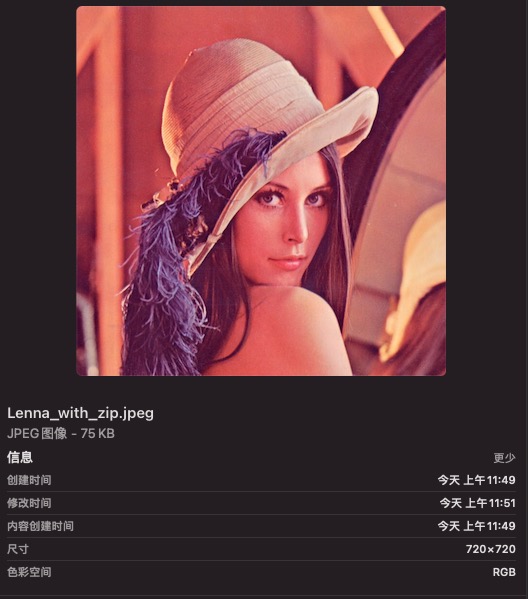 Lenna_with_zip.jpeg
JPEG图像 - 75 KB
信息 更少
创建时间 今天 上午11:49
修改时间 今天 上午11:51
内容创建时间 今天 上午11:49
尺寸 720×720
色彩空间 RGB